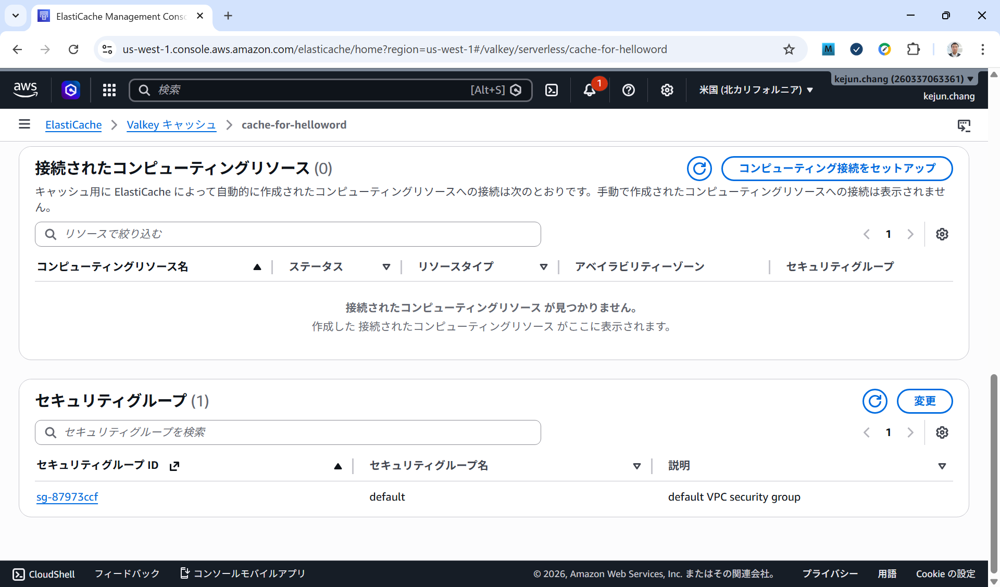 ElastiCache Management Cons
us-west-1.console.aws.amazon.com/elasticache/home?region=us-west-1#/valkey/serverless/cache-for-helloword
M
aws
検索
[Alt+S]
1
米国 (北カリフォルニア) ▼
kejun.chang (260337063361) ▼
kejun.chang
ElastiCache
Valkey キャッシュ
cache-for-helloword
接続されたコンピューティングリソース (0)
コンピューティング接続をセットアップ
キャッシュ用に ElastiCache によって自動的に作成されたコンピューティングリソースへの接続は次のとおりです。手動で作成されたコンピューティングリソースへの接続は表示されませ
ん。
リソースで絞り込む
1
コンピューティングリソース名
ステータス
リソースタイプ
アベイラビリティーゾーン
セキュリティグループ
接続されたコンピューティングリソース が見つかりません。
作成した 接続されたコンピューティングリソース がここに表示されます。
セキュリティグループ (1)
変更
セキュリティグループを検索
1
セキュリティグループ ID
セキュリティグループ名
説明
sg-87973ccf
default
default VPC security group
CloudShell
フィードバック
コンソールモバイルアプリ
© 2026, Amazon Web Services, Inc. またはその関連会社。
プライバシー
用語
Cookie の設定